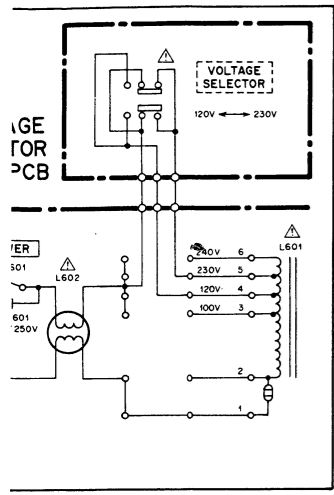 VOLTAGE
SELECTOR
120V ⟷ 230V
AGE
TOR
PCB
L601
240V 6
230V 5
120V 4
100V 3
2
1
WER
601
L602
601
250V